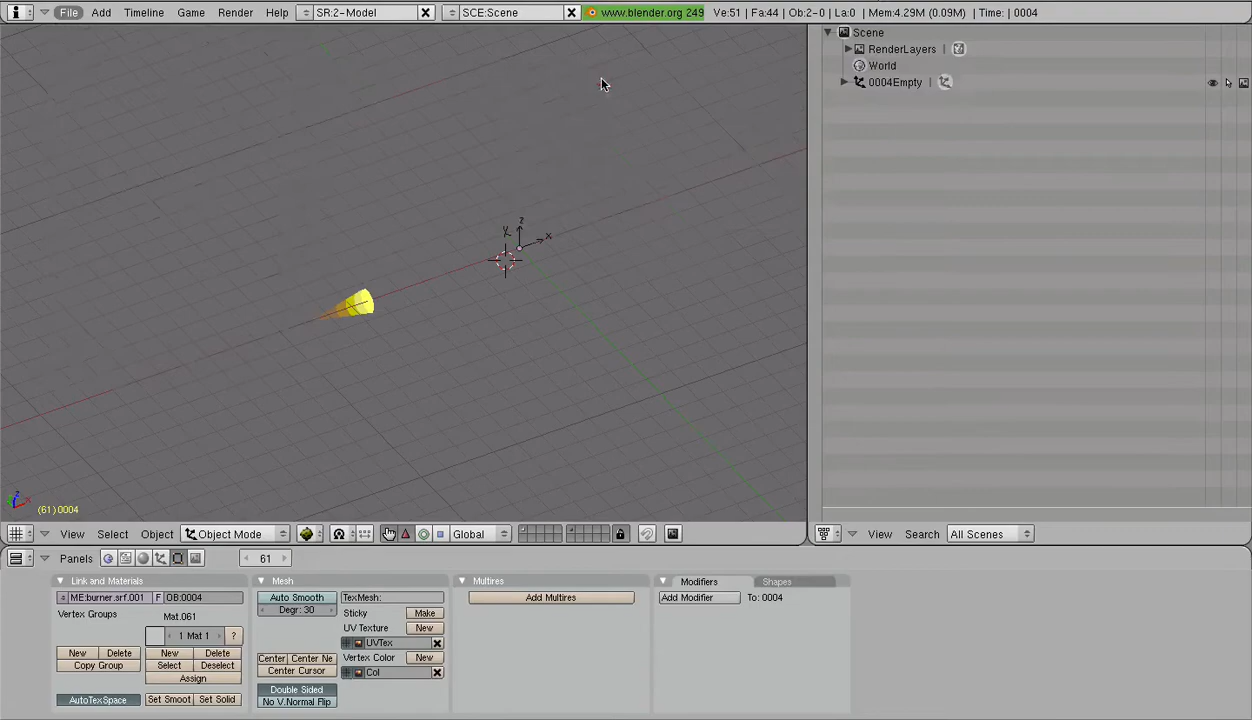 File Add Timeline Game Render Help SR:2-Model SCE:Scene www.blender.org 249 Ve:51 | Fa:44 | Ob:2-0 | La:0 | Mem:4.29M (0.09M) | Time: | 0004
Scene
RenderLayers |
World
0004Empty |
z
y x
z
x
(61) 0004
View Select Object Object Mode Global
View Search All Scenes
Panels 61
Link and Materials
ME:burner.srf.001 F OB:0004
Vertex Groups
Mat.061
1 Mat 1 ?
New Delete New Delete
Copy Group Select Deselect
Assign
AutoTexSpace Set Smoot Set Solid
Mesh
Auto Smooth
Degr: 30
TexMesh:
Sticky Make
UV Texture New
UVTex
Vertex Color New
Col
Center Center Ne
Center Cursor
Double Sided
No V.Normal Flip
Multires
Add Multires
Modifiers Shapes
Add Modifier To: 0004